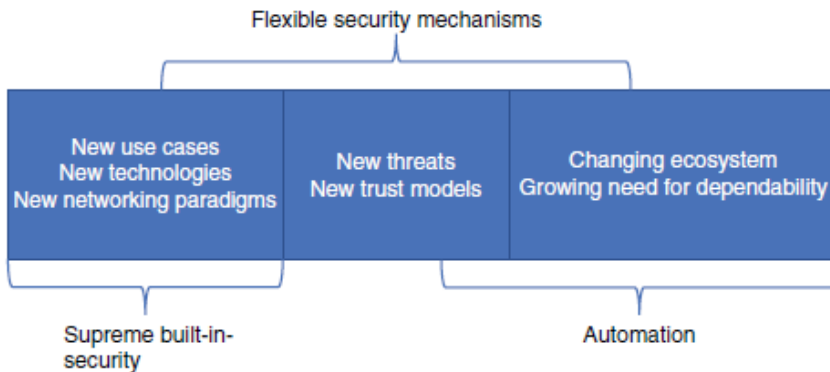 Flexible security mechanisms
New use cases
New technologies
New networking paradigms
New threats
New trust models
Changing ecosystem
Growing need for dependability
Supreme built-in-
security
Automation